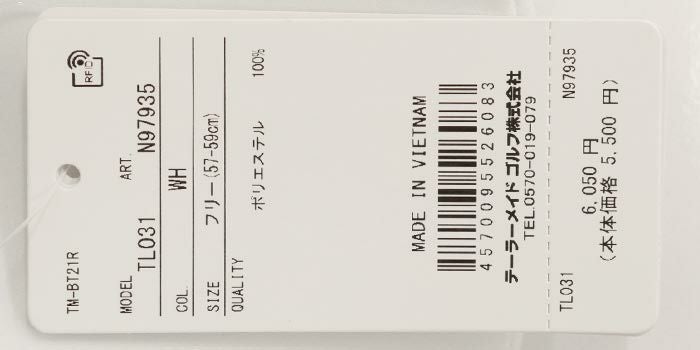 TM-BT21R
RFID
MODEL ART.
TL031 N97935
COL. WH
SIZE フリー(57-59cm)
QUALITY
ポリエステル 100%
MADE IN VIETNAM
4570095526083
テーラーメイド ゴルフ株式会社
TEL.0570-019-079
TL031 N97935
6,050 円
(本体価格 5,500 円)